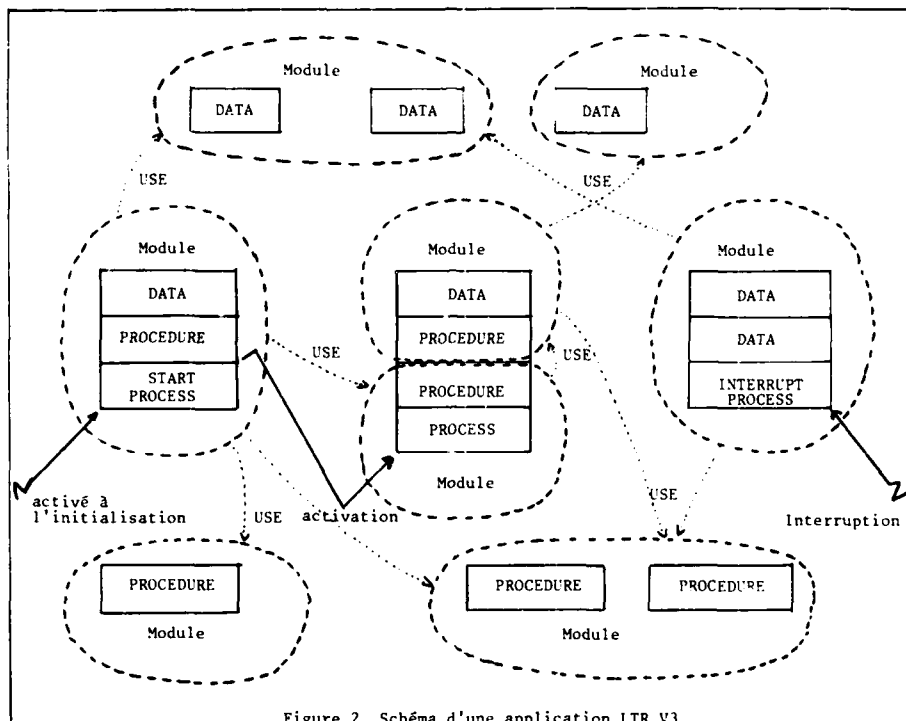 Module
Module
DATA
DATA
DATA
USE
USE
Module
Module
Module
DATA
DATA
DATA
PROCEDURE
PROCEDURE
DATA
USE
USE
START
PROCESS
PROCEDURE
INTERRUPT
PROCESS
PROCESS
Module
USE
activé à
l'initialisation
USE
activation
Interruption
PROCEDURE
PROCEDURE
PROCEDURE
Module
Module
Figure 2 Schéma d'une application LTR V3